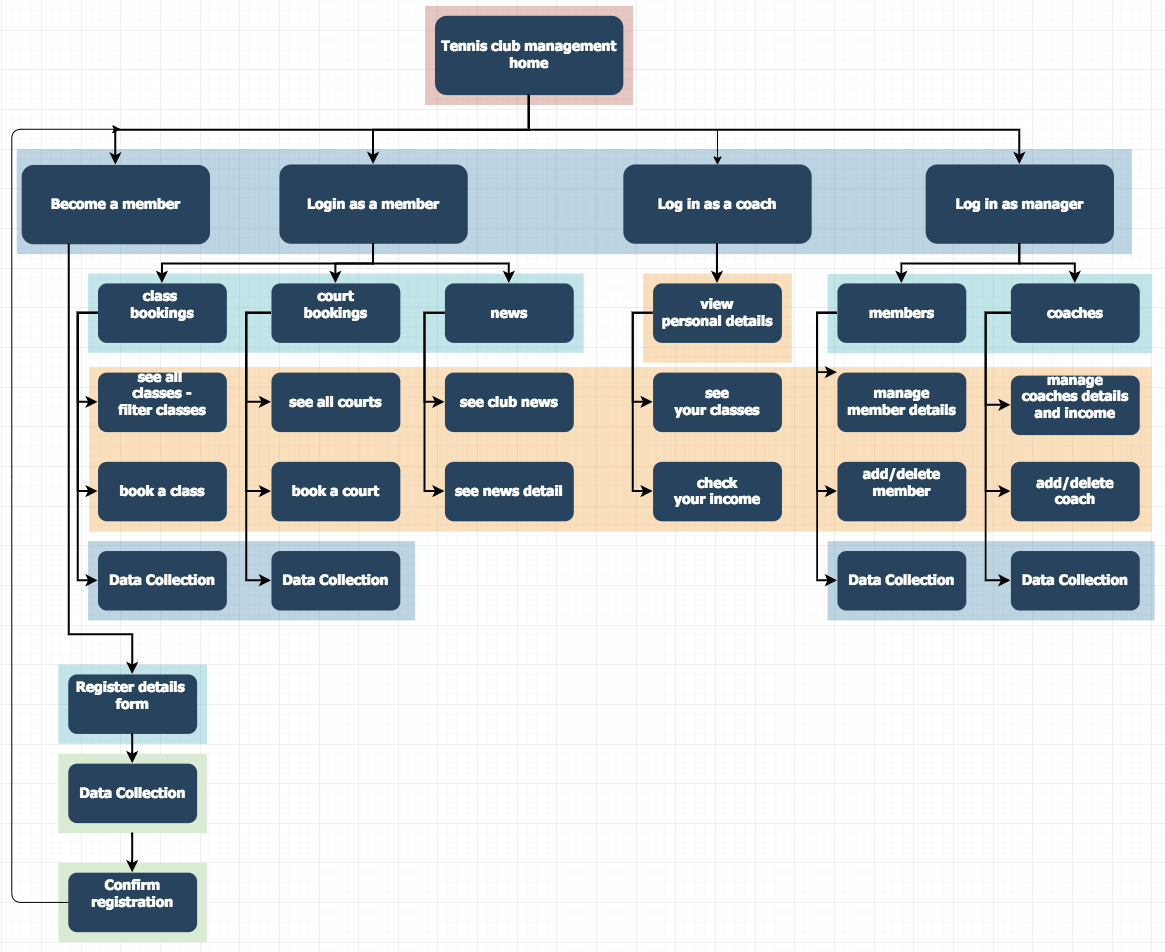 Tennis club management
home
Become a member
Login as a member
Log in as a coach
Log in as manager
class
bookings
court
bookings
news
view
personal details
members
coaches
see all
classes -
filter classes
see all courts
see club news
see
your classes
manage
member details
manage
coaches details
and income
book a class
book a court
see news detail
check
your income
add/delete
member
add/delete
coach
Data Collection
Data Collection
Data Collection
Data Collection
Register details
form
Data Collection
Confirm
registration